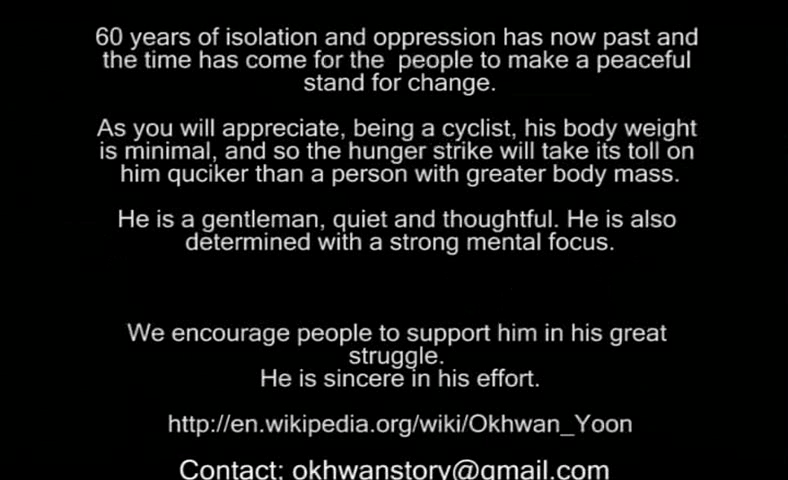 60 years of isolation and oppression has now past and
the time has come for the people to make a peaceful
stand for change.
As you will appreciate, being a cyclist, his body weight
is minimal, and so the hunger strike will take its toll on
him quciker than a person with greater body mass.
He is a gentleman, quiet and thoughtful. He is also
determined with a strong mental focus.
We encourage people to support him in his great
struggle.
He is sincere in his effort.
http://en.wikipedia.org/wiki/Okhwan_Yoon
Contact: okhwanstory@gmail.com